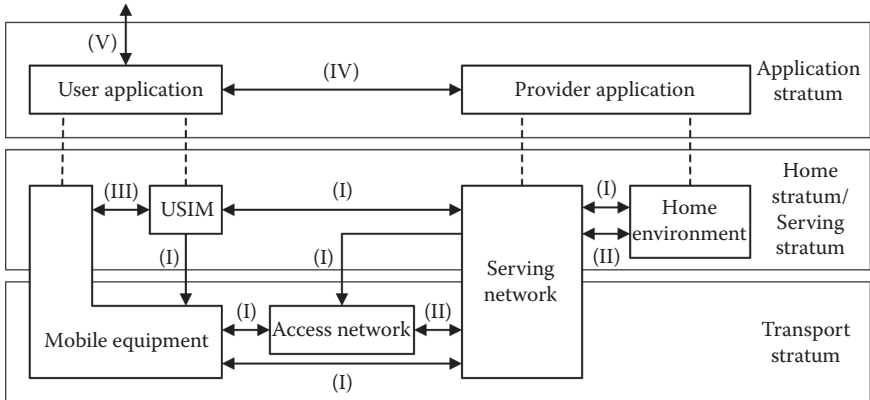 (V)
(IV)
User application
Provider application
Application
stratum
(III)
(I)
(I)
USIM
Home
environment
Home
stratum/
Serving
stratum
(I)
(I)
(II)
Serving
network
(I)
(II)
Mobile equipment
Access network
(I)
Transport
stratum